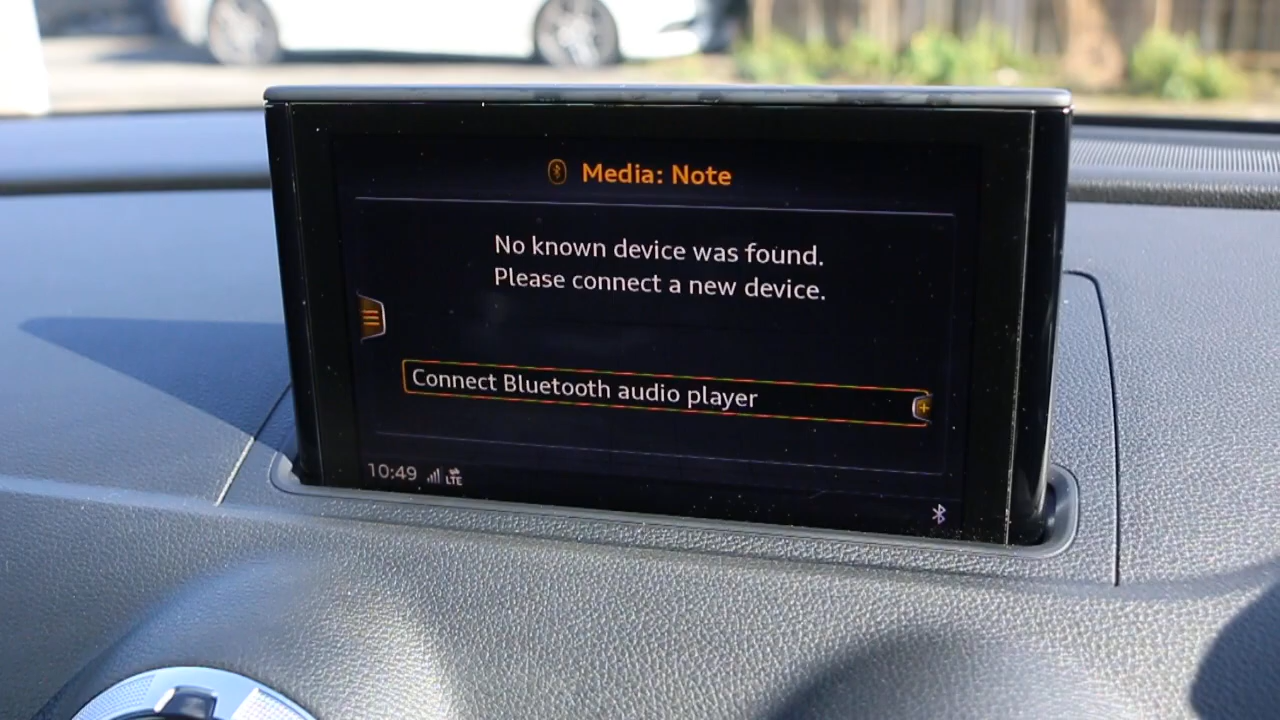 Media: Note
No known device was found.
Please connect a new device.
Connect Bluetooth audio player
10:49 LTE